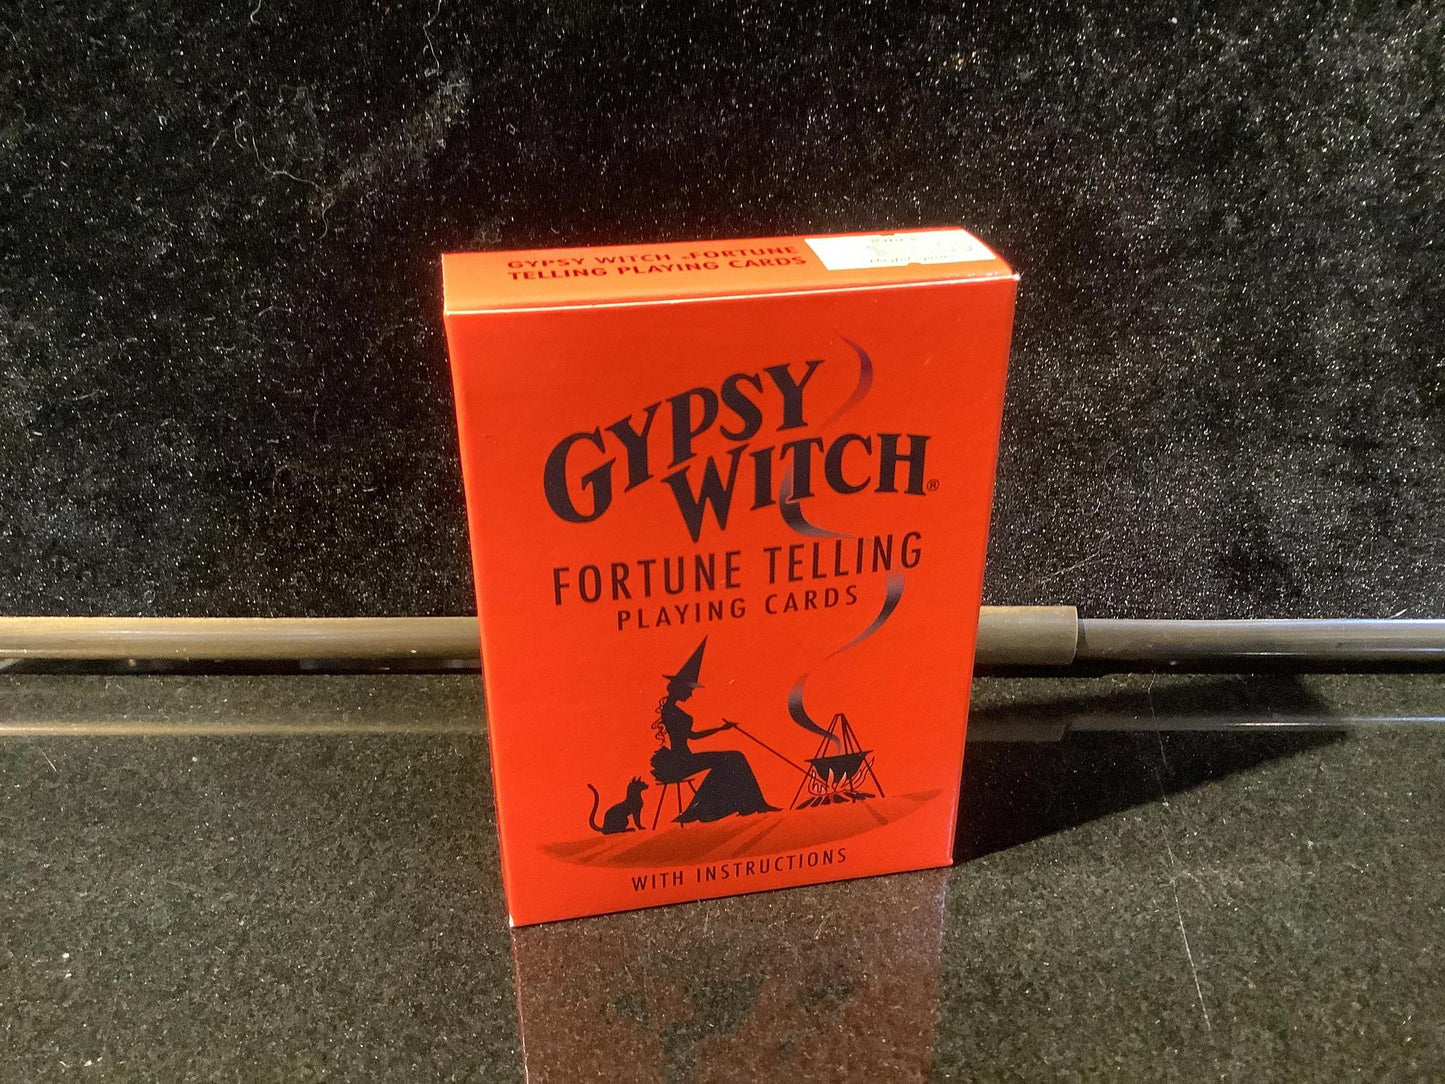 GYPSY WITCH FORTUNE
TELLING PLAYING CARDS
GYPSY
WITCH®
FORTUNE TELLING
PLAYING CARDS
WITH INSTRUCTIONS